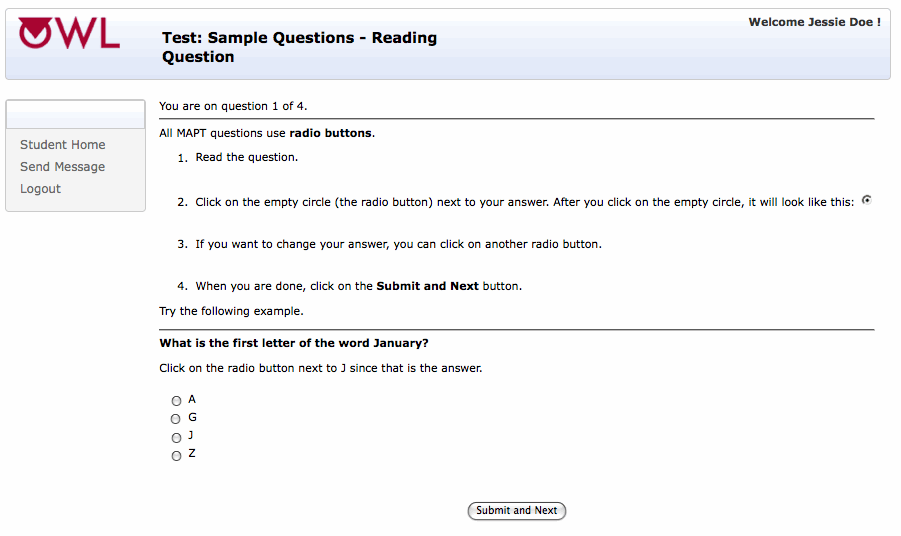 OWL
Welcome Jessie Doe !
Test: Sample Questions - Reading
Question
Student Home
Send Message
Logout
You are on question 1 of 4.
All MAPT questions use radio buttons.
1. Read the question.
2. Click on the empty circle (the radio button) next to your answer. After you click on the empty circle, it will look like this:
3. If you want to change your answer, you can click on another radio button.
4. When you are done, click on the Submit and Next button.
Try the following example.
What is the first letter of the word January?
Click on the radio button next to J since that is the answer.
A
G
J
Z
Submit and Next